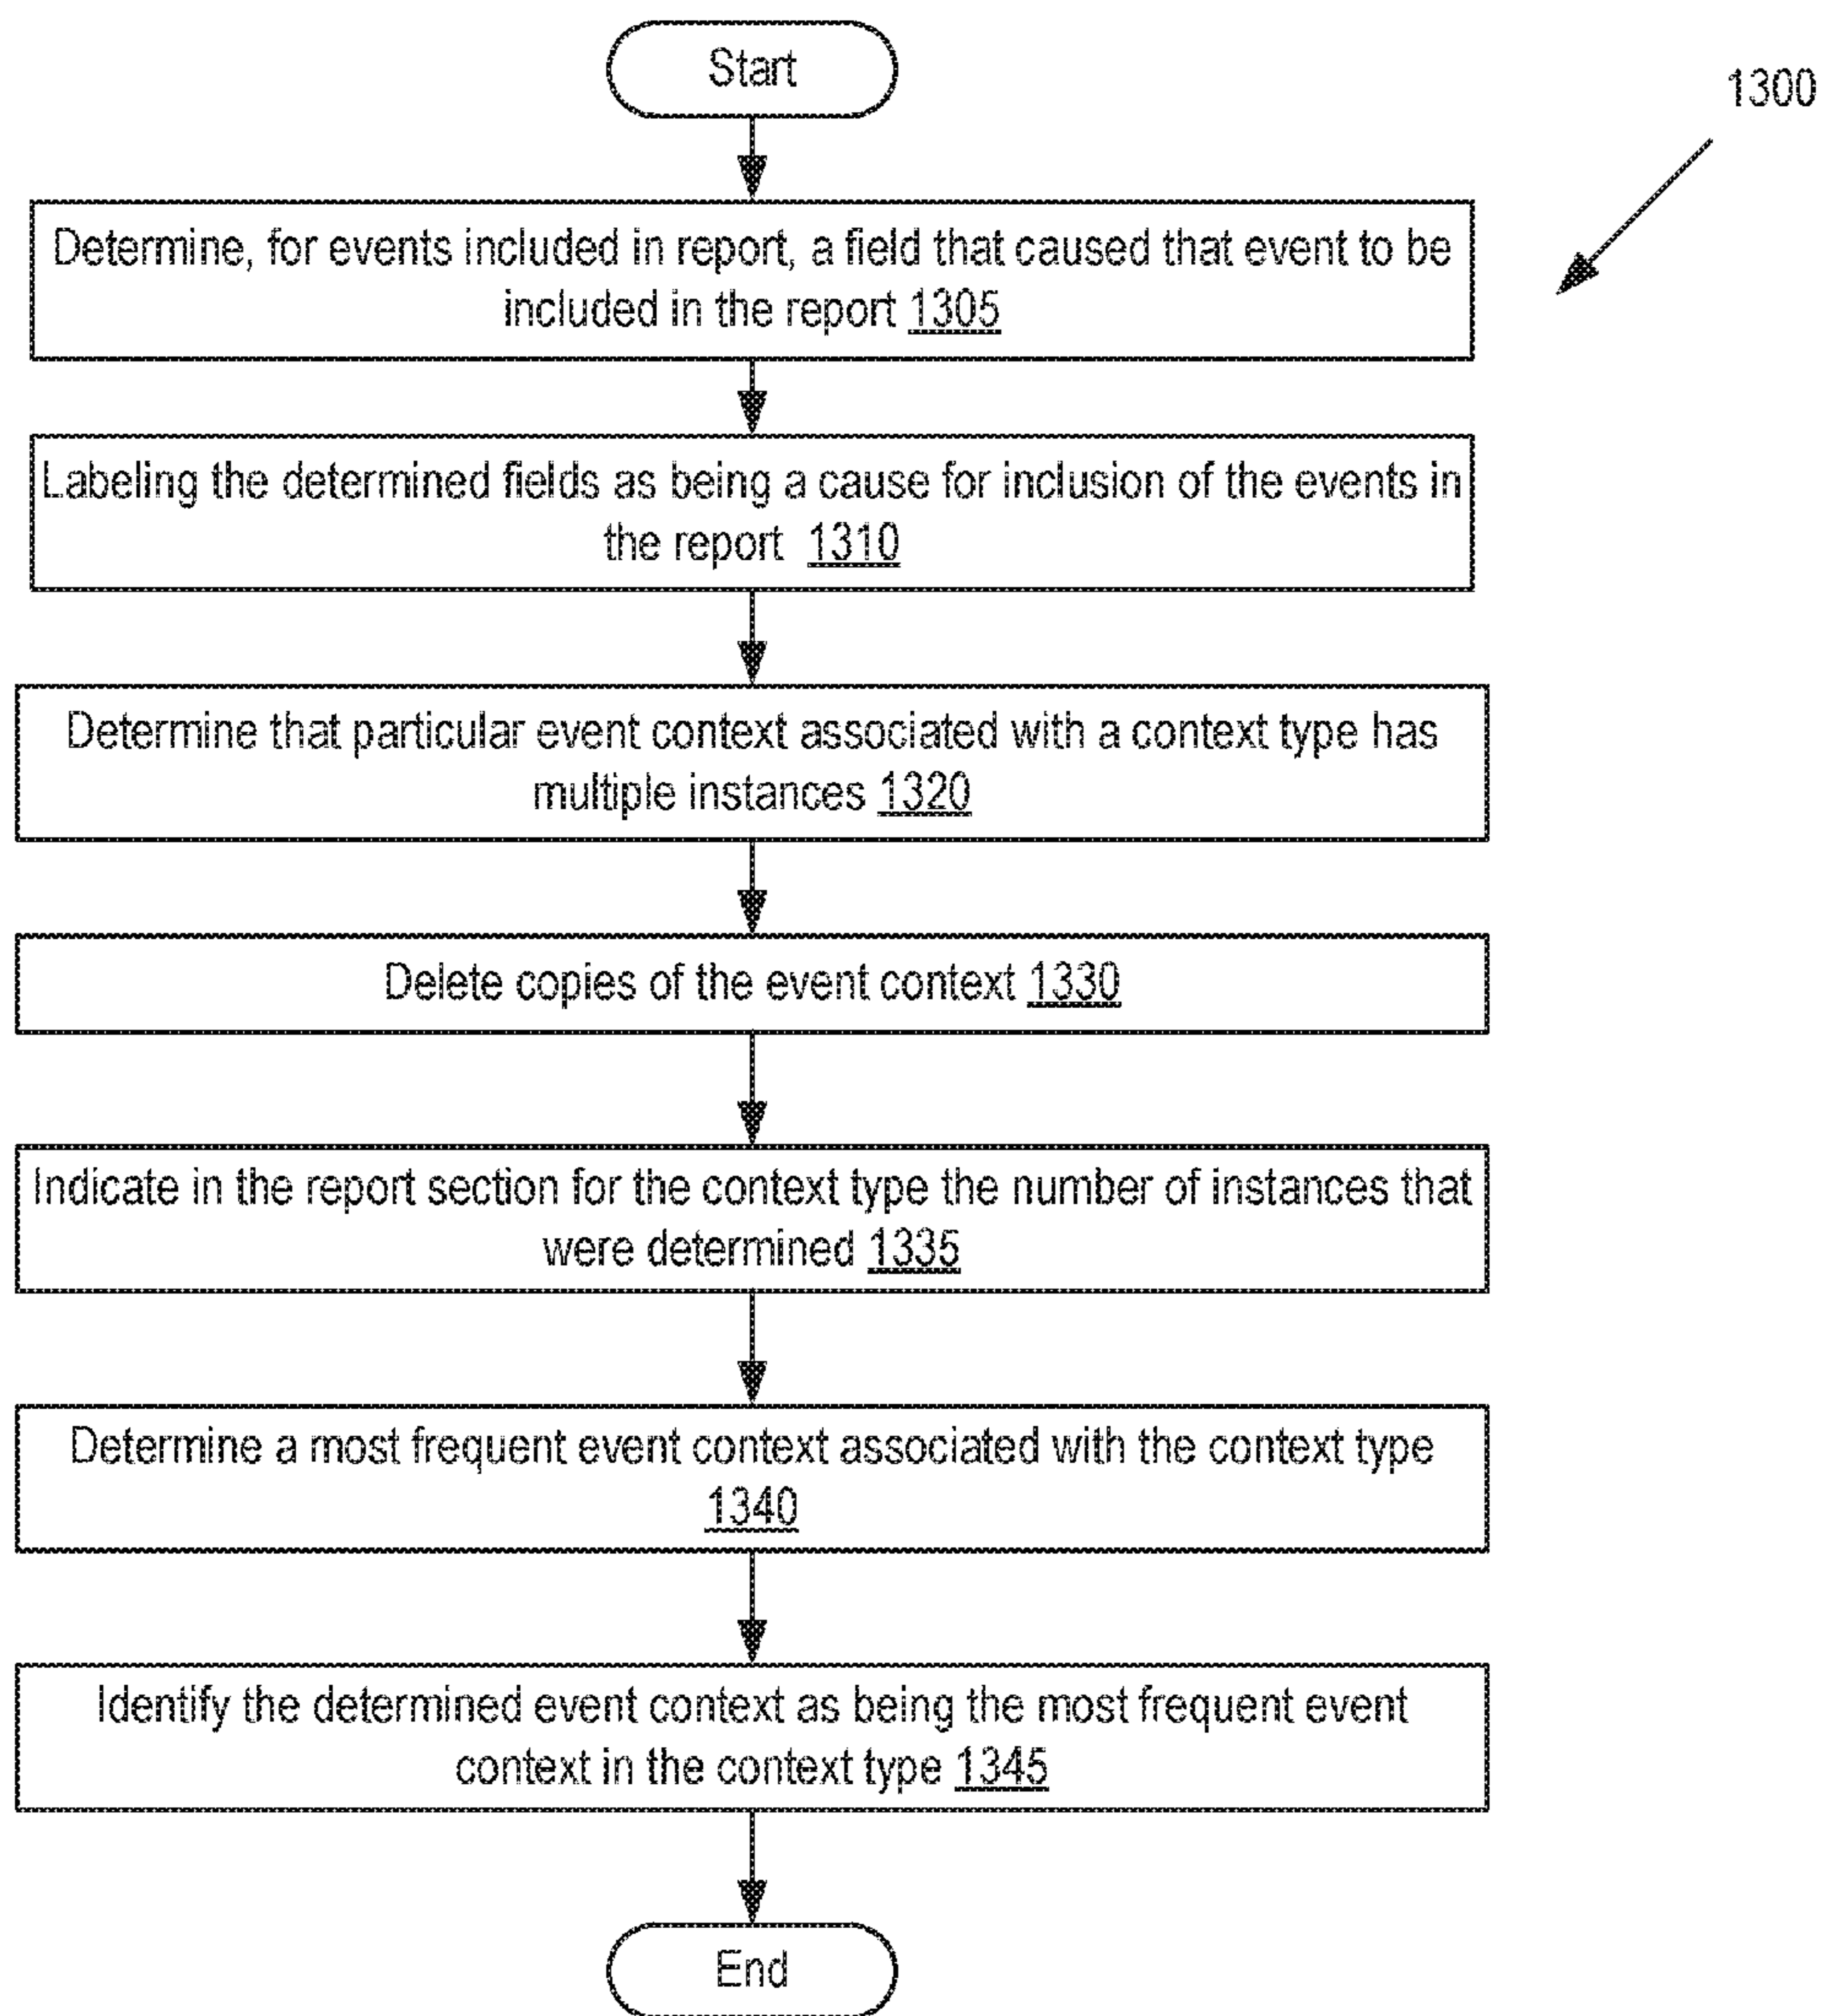 Start
1300
Determine, for events included in report, a field that caused that event to be
included in the report 1305
Labeling the determined fields as being a cause for inclusion of the events in
the report 1310
Determine that particular event context associated with a context type has
multiple instances 1320
Delete copies of the event context 1330
Indicate in the report section for the context type the number of instances that
were determined 1335
Determine a most frequent event context associated with the context type
1340
Identify the determined event context as being the most frequent event
context in the context type 1345
End